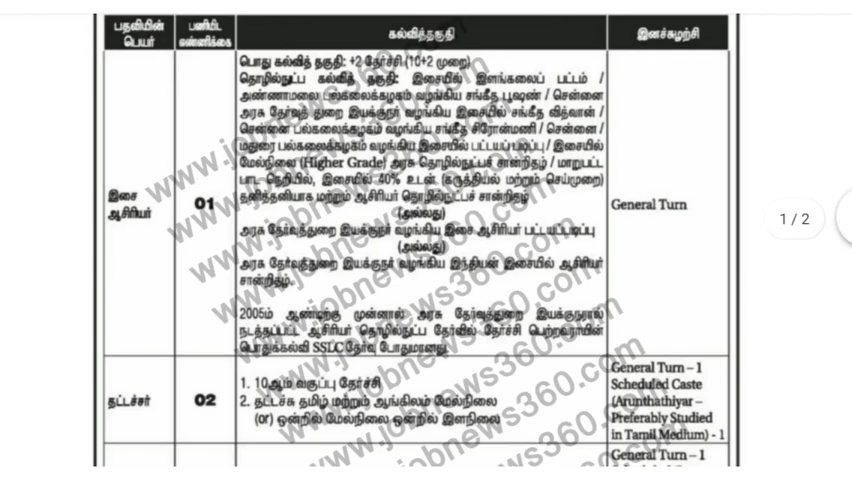 பதவியின் பெயர்
பணியிட எண்ணிக்கை
கல்வித்தகுதி
இனச்சுழற்சி
இசை ஆசிரியர்
01
பொது கல்வித் தகுதி: +2 தேர்ச்சி (10+2 முறை)
தொழில்நுட்ப கல்வித் தகுதி: இசையில் இளங்கலைப் பட்டம் /
அண்ணாமலை பல்கலைக்கழகம் வழங்கிய சங்கீத பூஷண் / சென்னை
அரசு தேர்வுத் துறை இயக்குநர் வழங்கிய இசையில் சங்கீத வித்வான் /
சென்னை பல்கலைக்கழகம் வழங்கிய சங்கீத சிரோன்மணி / சென்னை /
மதுரை பல்கலைக்கழகம் வழங்கிய இசையில் பட்டயப்படிப்பு / இசையில்
மேல்நிலை (Higher Grade) அரசு தொழில்நுட்பச் சான்றிதழ் / மாறுபட்ட
பாட நெறியில், இசையில் 40% உடன் (கருத்தியல் மற்றும் செய்முறை)
தனித்தனியாக மற்றும் ஆசிரியர் தொழில்நுட்பச் சான்றிதழ்
(அல்லது)
அரசு தேர்வுத்துறை இயக்குநர் வழங்கிய இசை ஆசிரியர் பட்டயப்படிப்பு
(அல்லது)
அரசு தேர்வுத்துறை இயக்குநர் வழங்கிய இந்தியன் இசையில் ஆசிரியர்
சான்றிதழ்.
2005ம் ஆண்டிற்கு முன்னால் அரசு தேர்வுத்துறை இயக்குநரால்
நடத்தப்பட்ட ஆசிரியர் தொழில்நுட்ப தேர்வில் தேர்ச்சி பெற்றவராயின்
பொதுக்கல்வி SSLC தேர்வு போதுமானது.
General Turn
தட்டச்சர்
02
1. 10ஆம் வகுப்பு தேர்ச்சி
2. தட்டச்சு தமிழ் மற்றும் ஆங்கிலம் மேல்நிலை
(or) ஒன்றில் மேல்நிலை ஒன்றில் இளநிலை
General Turn – 1
Scheduled Caste
(Arunthathiyar –
Preferably Studied
in Tamil Medium) - 1
General Turn – 1
1 / 2
www.jobnews360.com